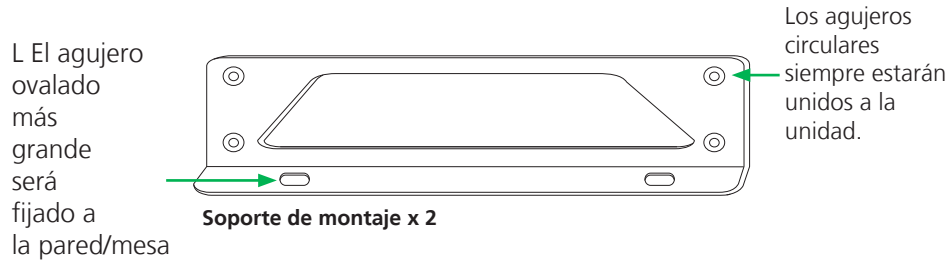 L El agujero
ovalado
más
grande
será
fijado a
la pared/mesa
Los agujeros
circulares
siempre estarán
unidos a la
unidad.
Soporte de montaje x 2